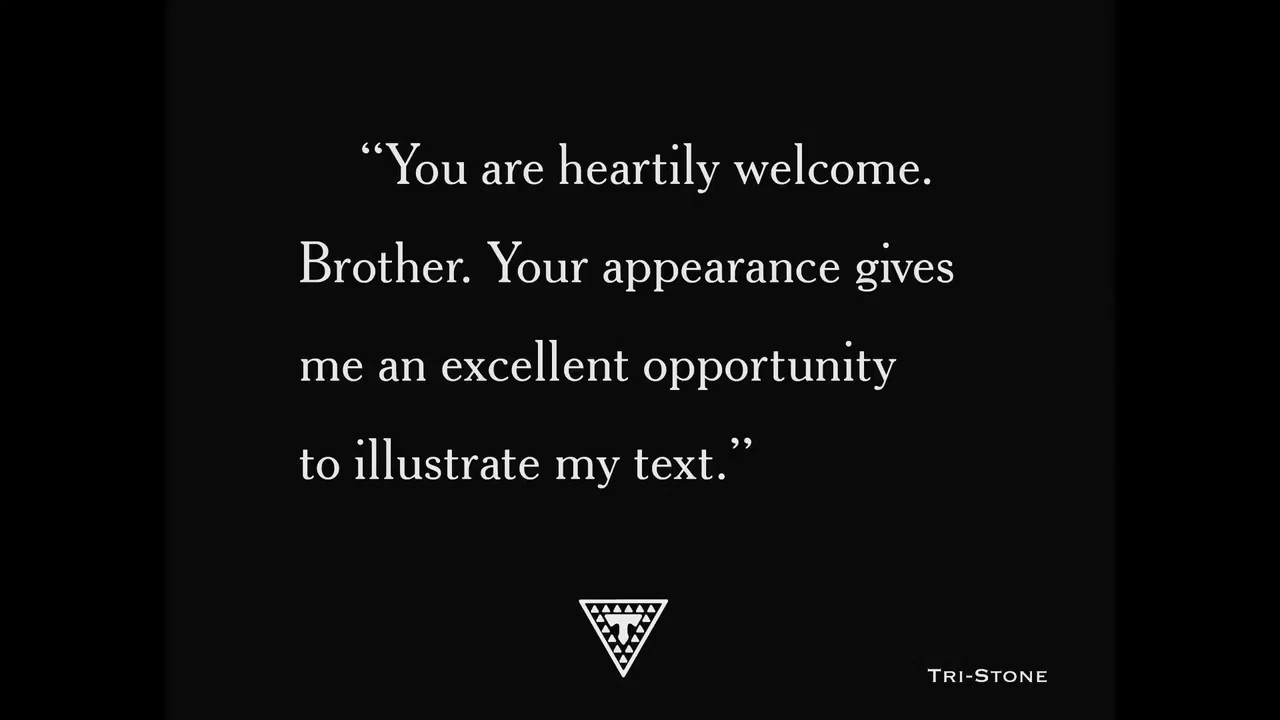 “You are heartily welcome.
Brother. Your appearance gives
me an excellent opportunity
to illustrate my text.”
T
TRI-STONE